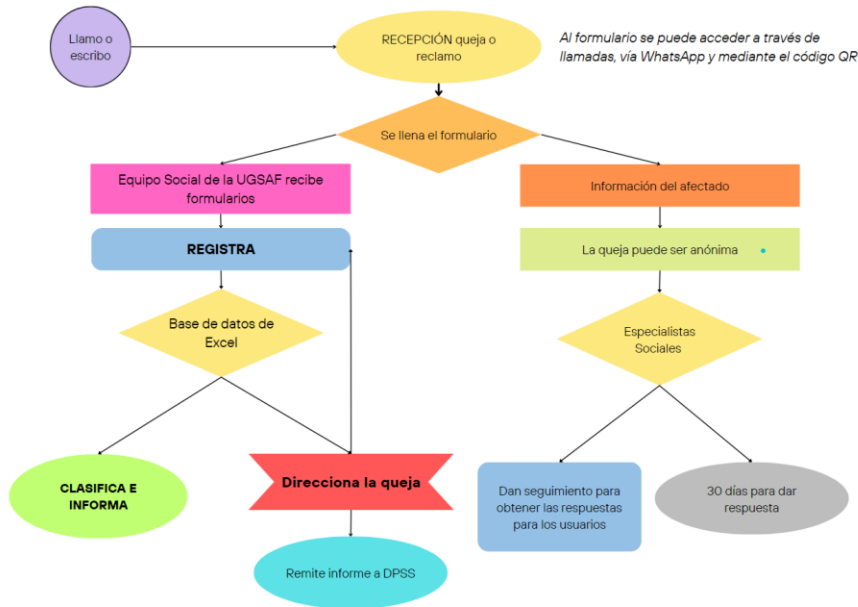 Llamo o
escribo
RECEPCIÓN queja o
reclamo
Al formulario se puede acceder a través de
llamadas, vía WhatsApp y mediante el código QR
Se llena el formulario
Equipo Social de la UGSAF recibe
formularios
Información del afectado
REGISTRA
La queja puede ser anónima
Base de datos de
Excel
Especialistas
Sociales
CLASIFICA E
INFORMA
Direcciona la queja
Dan seguimiento para
obtener las respuestas
para los usuarios
30 días para dar
respuesta
Remite informe a DPSS